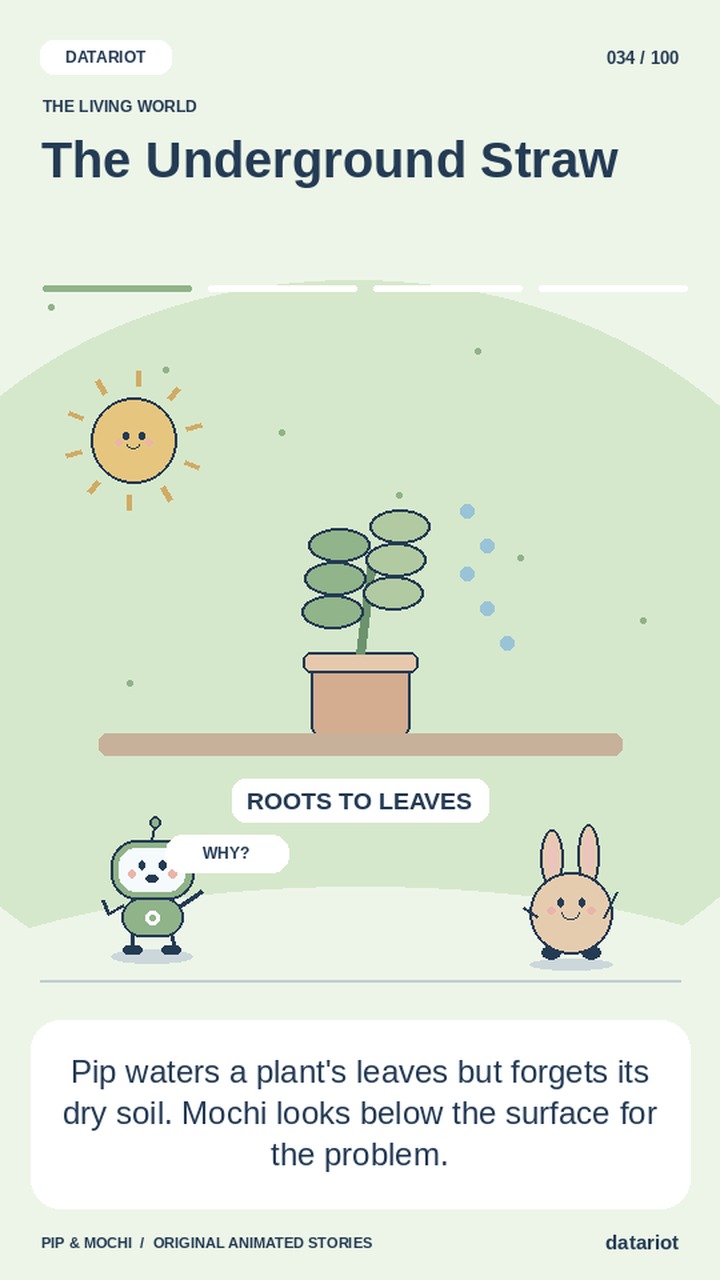 DATARIOT
034 / 100
THE LIVING WORLD
The Underground Straw
ROOTS TO LEAVES
WHY?
Pip waters a plant's leaves but forgets its
dry soil. Mochi looks below the surface for
the problem.
PIP & MOCHI / ORIGINAL ANIMATED STORIES
datariot